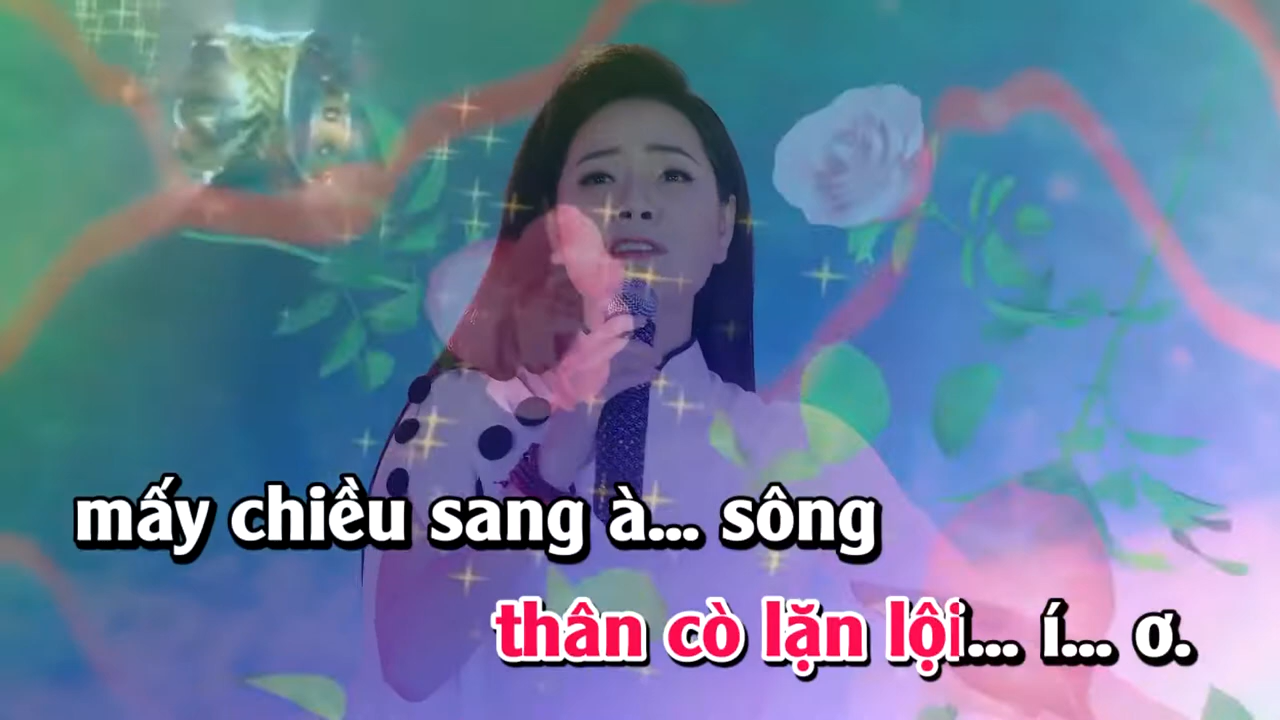 mấy chiều sang à... sông
thân cò lặn lội... í... ơ.